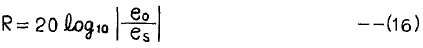 R = 20 log₁₀ |e₀/eₛ| --(16)